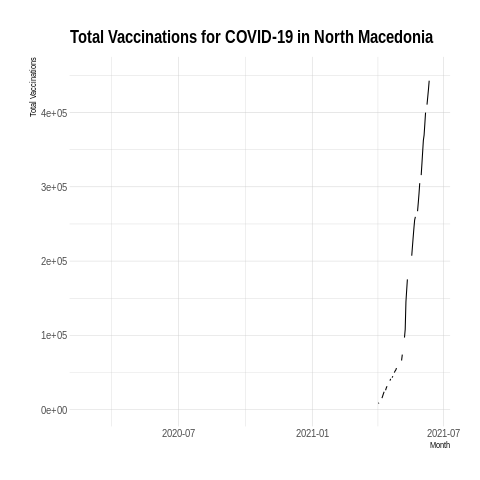 Total Vaccinations for COVID-19 in North Macedonia
Total Vaccinations
4e+05
3e+05
2e+05
1e+05
0e+00
2020-07
2021-01
2021-07
Month